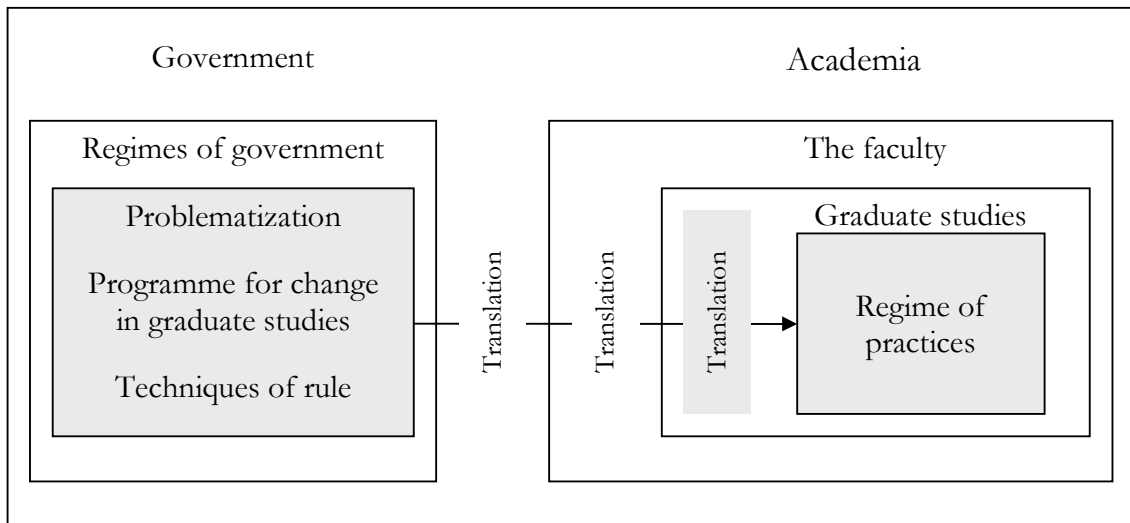 Government
Academia
Regimes of government
The faculty
Problematization
Programme for change
in graduate studies
Techniques of rule
Translation
Translation
Graduate studies
Translation
Regime of
practices